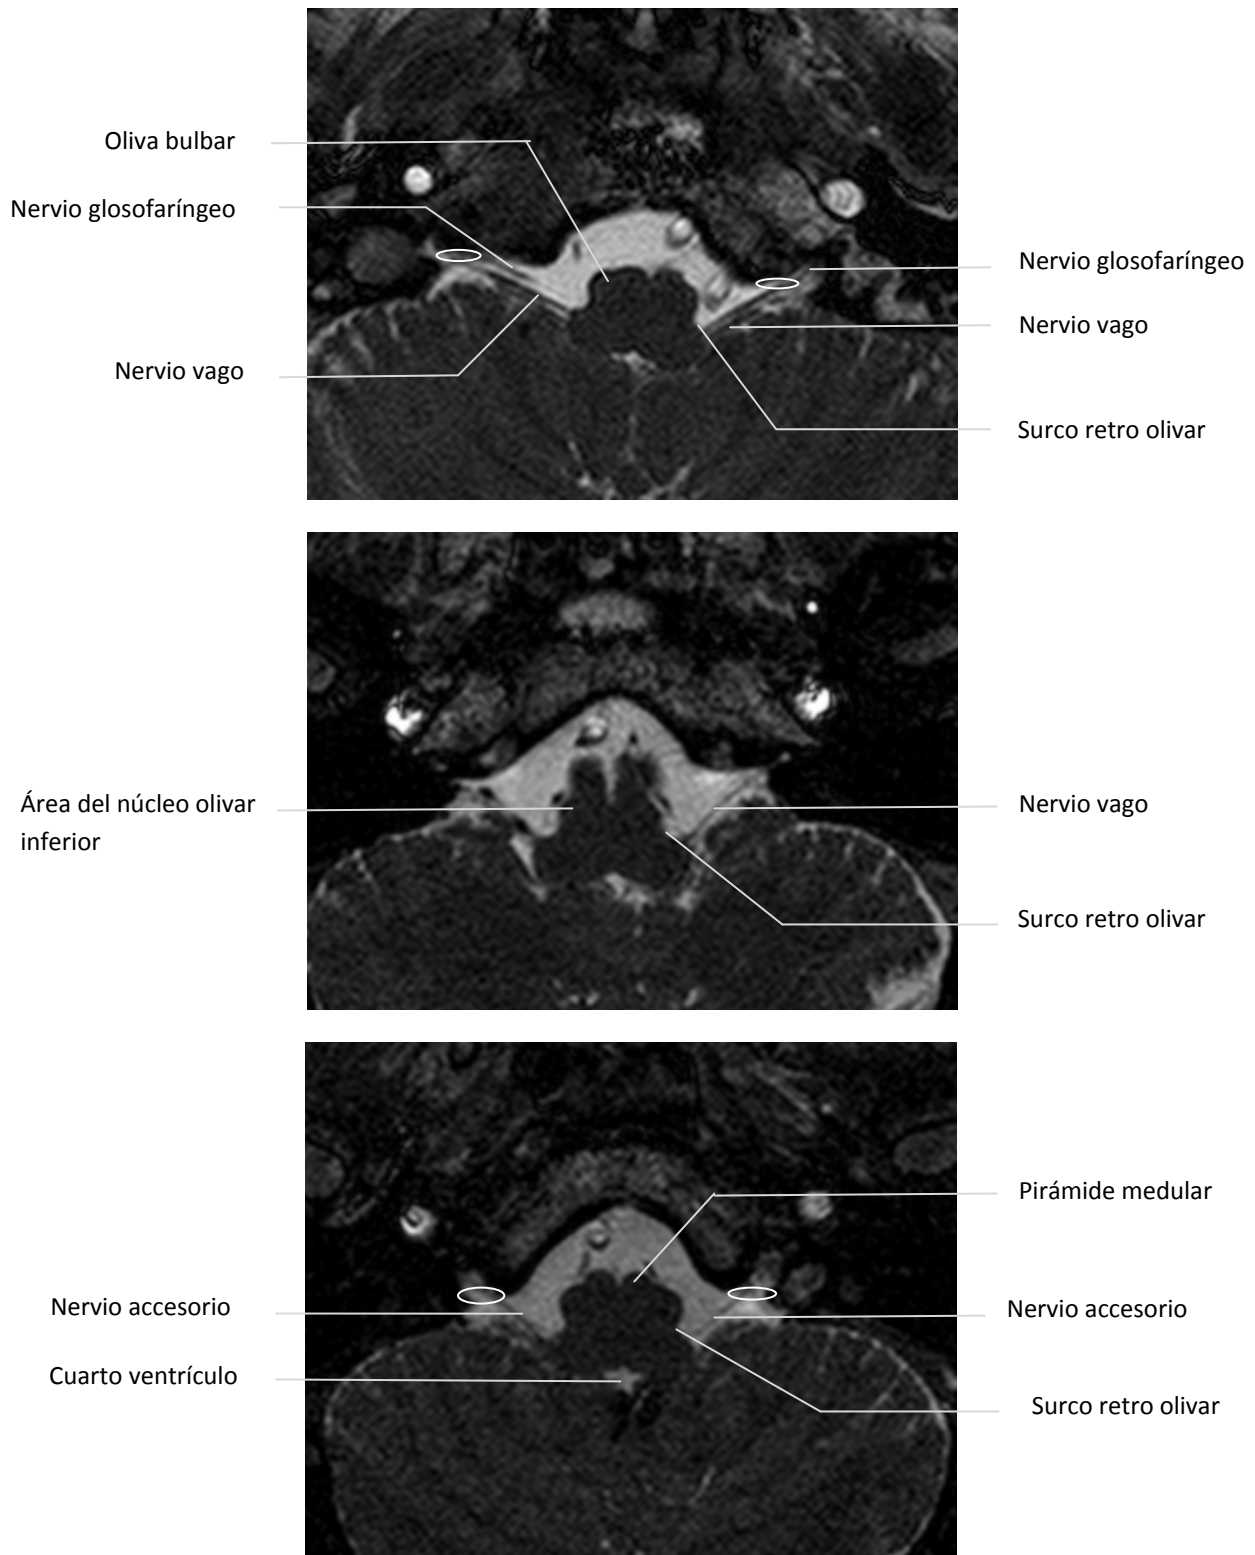 Oliva bulbar
Nervio glosofaríngeo
Nervio vago
Nervio glosofaríngeo
Nervio vago
Surco retro olivar
Área del núcleo olivar
inferior
Nervio vago
Surco retro olivar
Nervio accesorio
Cuarto ventrículo
Pirámide medular
Nervio accesorio
Surco retro olivar